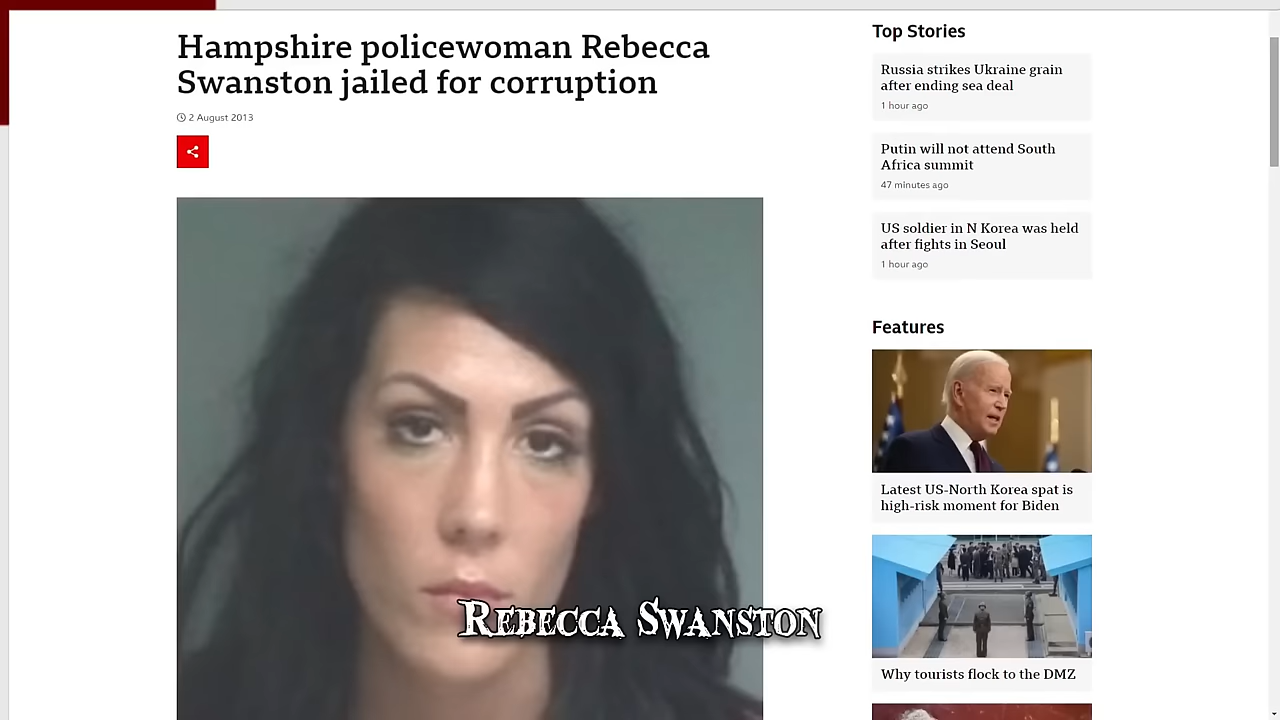 Hampshire policewoman Rebecca
Swanston jailed for corruption
2 August 2013
REBECCA SWANSTON
Top Stories
Russia strikes Ukraine grain
after ending sea deal
1 hour ago
Putin will not attend South
Africa summit
47 minutes ago
US soldier in N Korea was held
after fights in Seoul
1 hour ago
Features
Latest US-North Korea spat is
high-risk moment for Biden
Why tourists flock to the DMZ